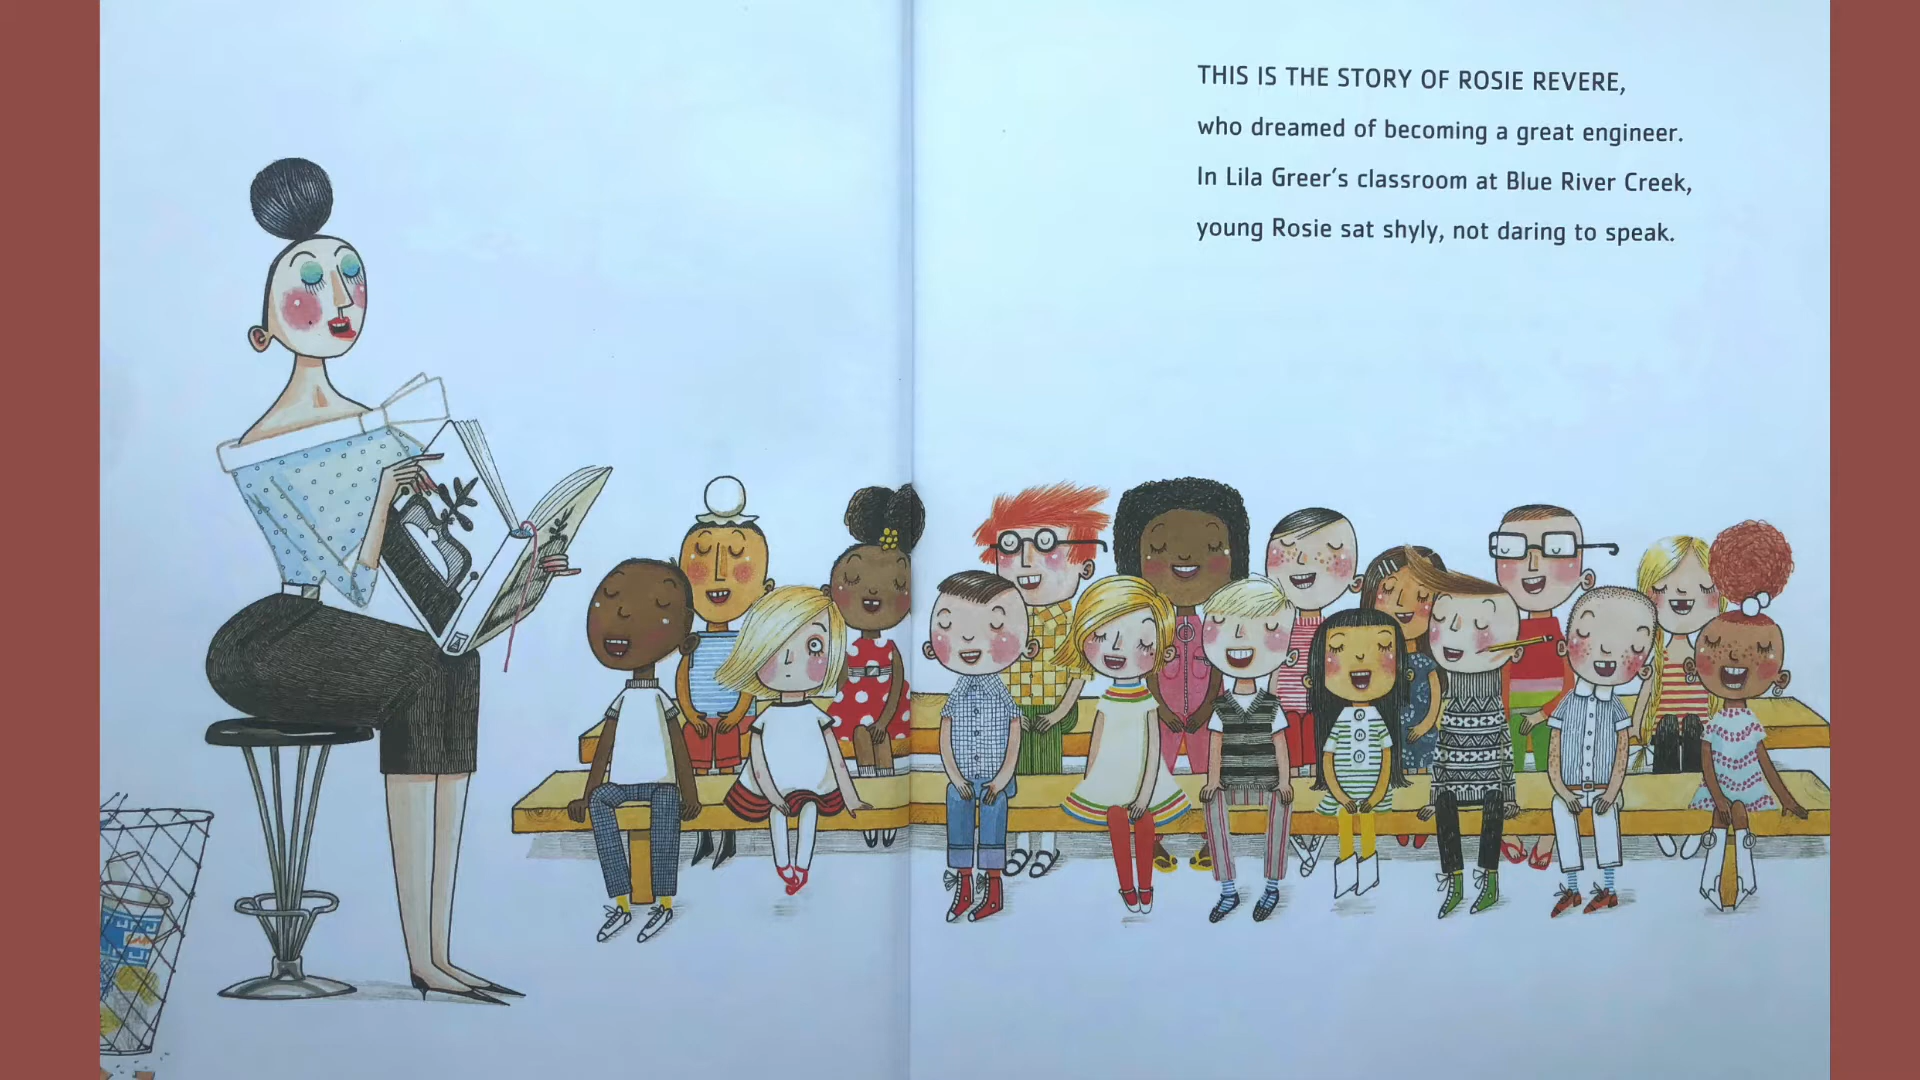 THIS IS THE STORY OF ROSIE REVERE,
who dreamed of becoming a great engineer.
In Lila Greer's classroom at Blue River Creek,
young Rosie sat shyly, not daring to speak.